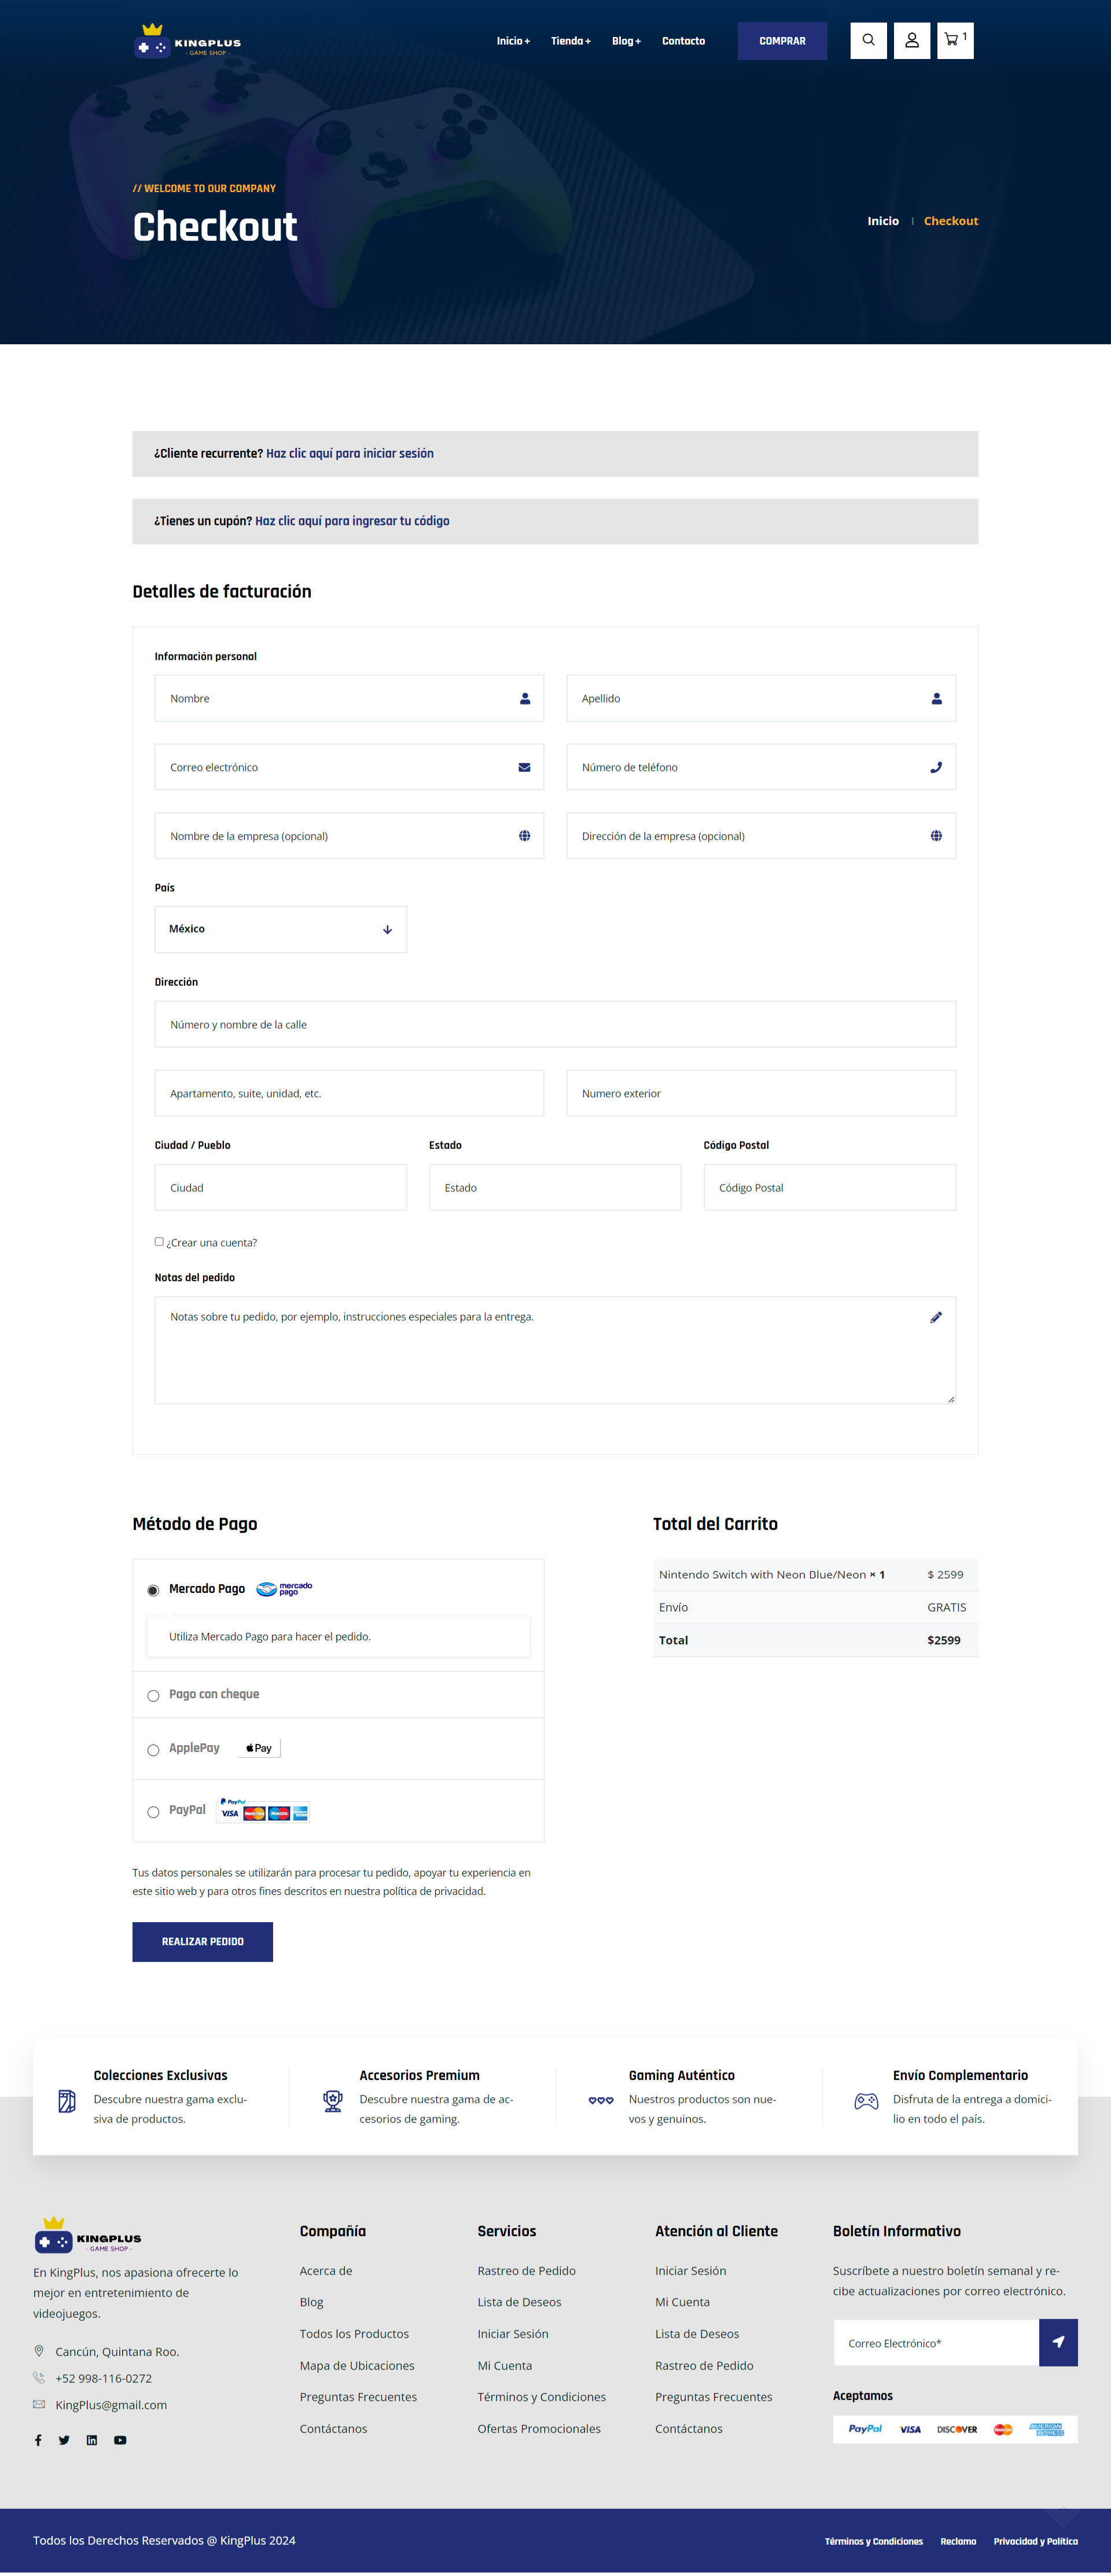 KINGPLUS
- GAME SHOP -
Inicio +
Tienda +
Blog +
Contacto
COMPRAR
1
// WELCOME TO OUR COMPANY
Checkout
Inicio | Checkout
¿Cliente recurrente? Haz clic aquí para iniciar sesión
¿Tienes un cupón? Haz clic aquí para ingresar tu código
Detalles de facturación
Información personal
Nombre
Apellido
Correo electrónico
Número de teléfono
Nombre de la empresa (opcional)
Dirección de la empresa (opcional)
País
México
Dirección
Número y nombre de la calle
Apartamento, suite, unidad, etc.
Numero exterior
Ciudad / Pueblo
Estado
Código Postal
Ciudad
Estado
Código Postal
¿Crear una cuenta?
Notas del pedido
Notas sobre tu pedido, por ejemplo, instrucciones especiales para la entrega.
Método de Pago
Mercado Pago
mercado
pago
Utiliza Mercado Pago para hacer el pedido.
Pago con cheque
ApplePay
Pay
PayPal
PayPal
VISA
MasterCard
Maestro
Tus datos personales se utilizarán para procesar tu pedido, apoyar tu experiencia en
este sitio web y para otros fines descritos en nuestra política de privacidad.
REALIZAR PEDIDO
Total del Carrito
Nintendo Switch with Neon Blue/Neon × 1
$ 2599
Envío
GRATIS
Total
$2599
Colecciones Exclusivas
Descubre nuestra gama exclu-
siva de productos.
Accesorios Premium
Descubre nuestra gama de ac-
cesorios de gaming.
Gaming Auténtico
Nuestros productos son nue-
vos y genuinos.
Envío Complementario
Disfruta de la entrega a domici-
lio en todo el país.
KINGPLUS
- GAME SHOP -
En KingPlus, nos apasiona ofrecerte lo
mejor en entretenimiento de
videojuegos.
Cancún, Quintana Roo.
+52 998-116-0272
KingPlus@gmail.com
Compañía
Acerca de
Blog
Todos los Productos
Mapa de Ubicaciones
Preguntas Frecuentes
Contáctanos
Servicios
Rastreo de Pedido
Lista de Deseos
Iniciar Sesión
Mi Cuenta
Términos y Condiciones
Ofertas Promocionales
Atención al Cliente
Iniciar Sesión
Mi Cuenta
Lista de Deseos
Rastreo de Pedido
Preguntas Frecuentes
Contáctanos
Boletín Informativo
Suscríbete a nuestro boletín semanal y re-
cibe actualizaciones por correo electrónico.
Correo Electrónico*
Aceptamos
PayPal
VISA
DISCOVER
MasterCard
AMERICAN
EXPRESS
Todos los Derechos Reservados @ KingPlus 2024
Términos y Condiciones
Reclamo
Privacidad y Política